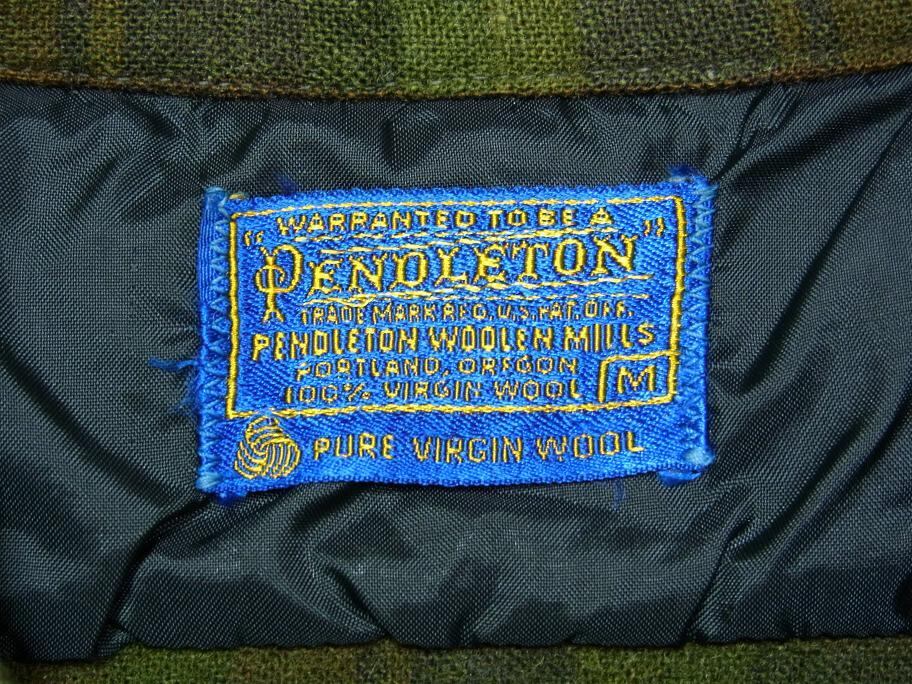 WARRANTED TO BE A
"PENDLETON"
TRADE MARK REG. U.S. PAT. OFF.
PENDLETON WOOLEN MILLS
PORTLAND, OREGON
100% VIRGIN WOOL M
PURE VIRGIN WOOL